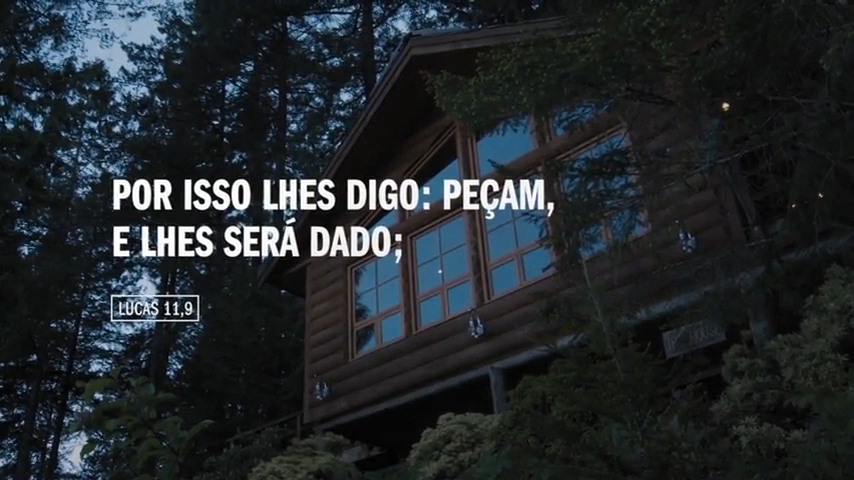 POR ISSO LHES DIGO: PEÇAM,
E LHES SERÁ DADO;
LUCAS 11,9